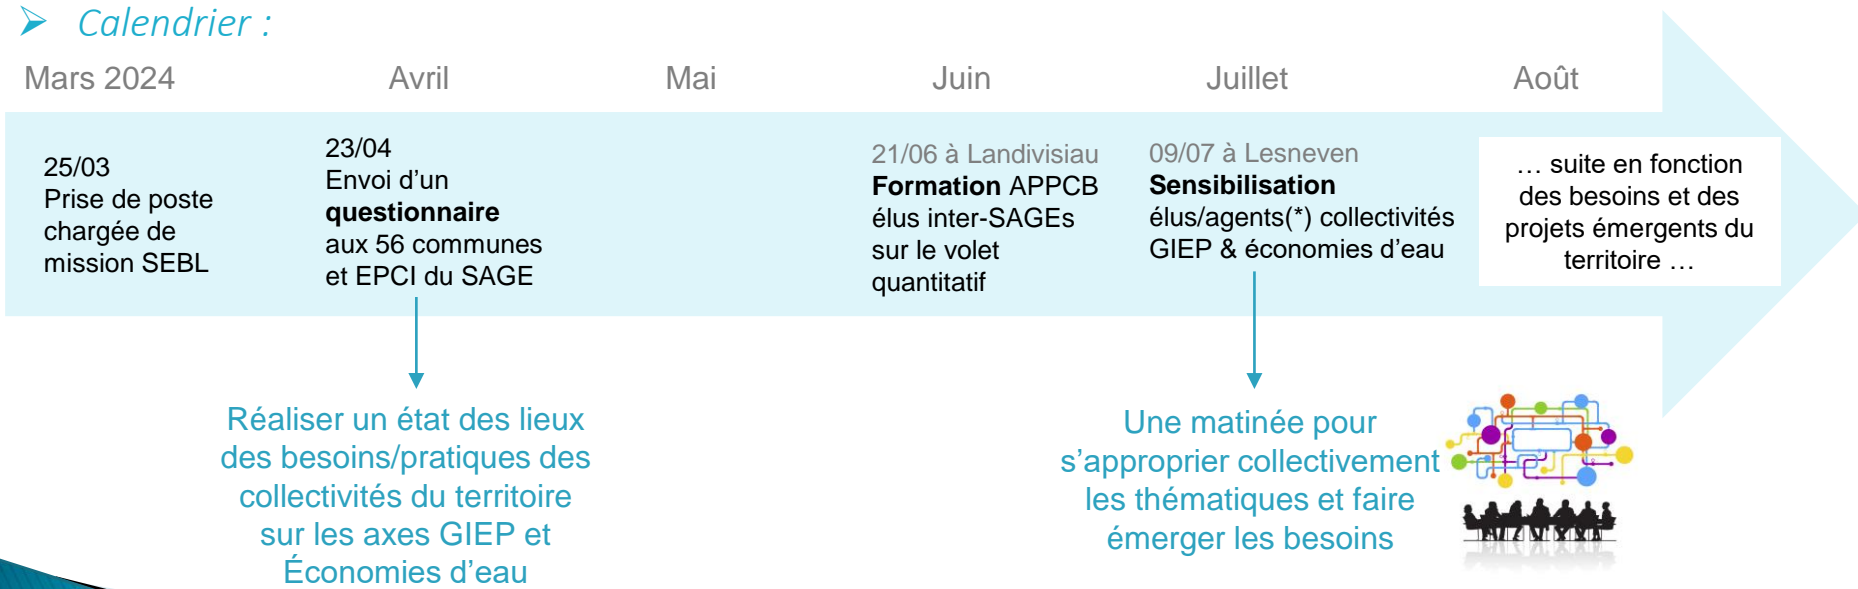 Calendrier :
Mars 2024
Avril
Mai
Juin
Juillet
Août
25/03
Prise de poste
chargée de
mission SEBL
23/04
Envoi d’un
questionnaire
aux 56 communes
et EPCI du SAGE
21/06 à Landivisiau
Formation APPCB
élus inter-SAGEs
sur le volet
quantitatif
09/07 à Lesneven
Sensibilisation
élus/agents(*) collectivités
GIEP & économies d’eau
… suite en fonction
des besoins et des
projets émergents du
territoire …
Réaliser un état des lieux
des besoins/pratiques des
collectivités du territoire
sur les axes GIEP et
Économies d’eau
Une matinée pour
s’approprier collectivement
les thématiques et faire
émerger les besoins